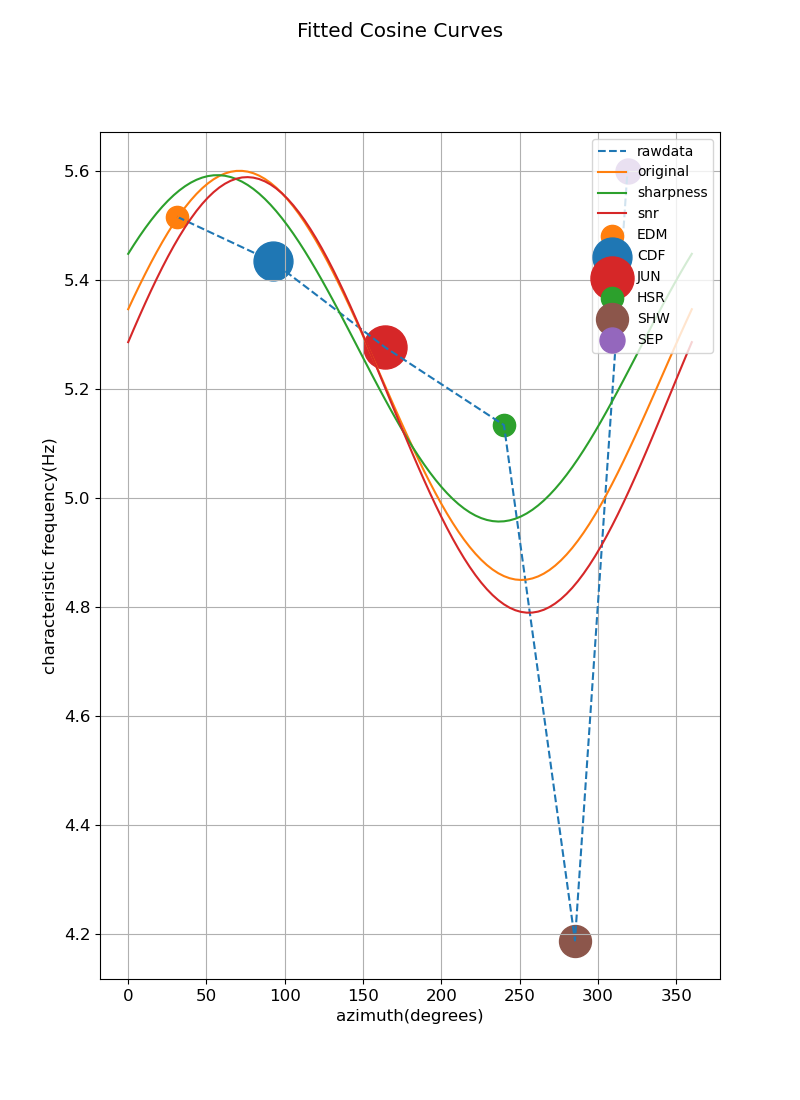 Fitted Cosine Curves
rawdata
original
sharpness
snr
EDM
CDF
JUN
HSR
SHW
SEP
5.6
5.4
5.2
5.0
4.8
4.6
4.4
4.2
characteristic frequency(Hz)
0 50 100 150 200 250 300 350
azimuth(degrees)